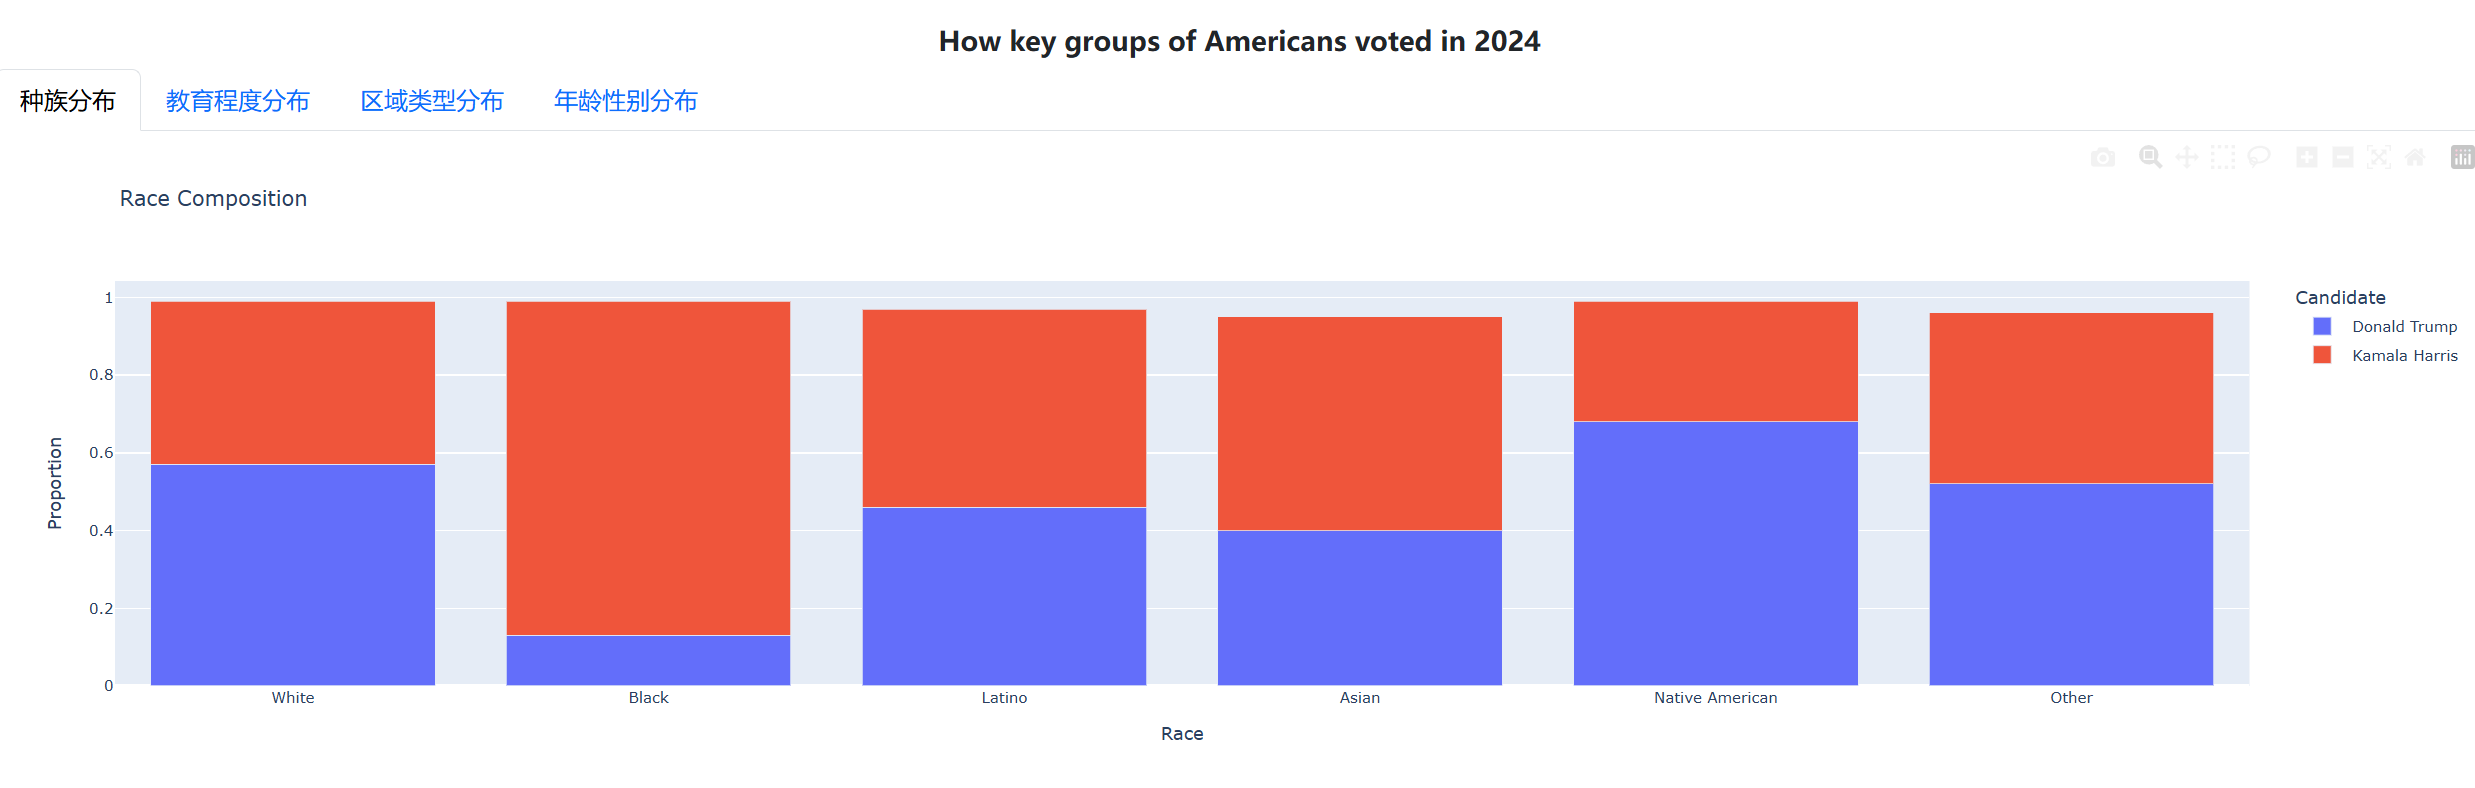 How key groups of Americans voted in 2024
种族分布 教育程度分布 区域类型分布 年龄性别分布
Race Composition
Candidate
Donald Trump
Kamala Harris
Proportion
1
0.8
0.6
0.4
0.2
0
White Black Latino Asian Native American Other
Race